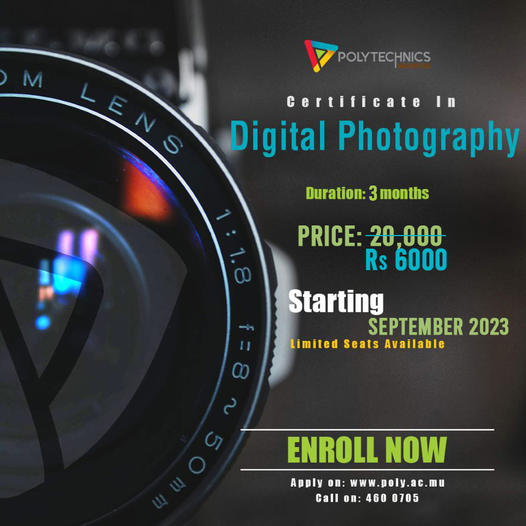 POLYTECHNICS
Certificate In
Digital Photography
Duration: 3 months
PRICE: 20,000
Rs 6000
Starting
SEPTEMBER 2023
Limited Seats Available
ENROLL NOW
Apply on: www.poly.ac.mu
Call on: 460 0705
OM LENS
1:1.8 f=8~50mm